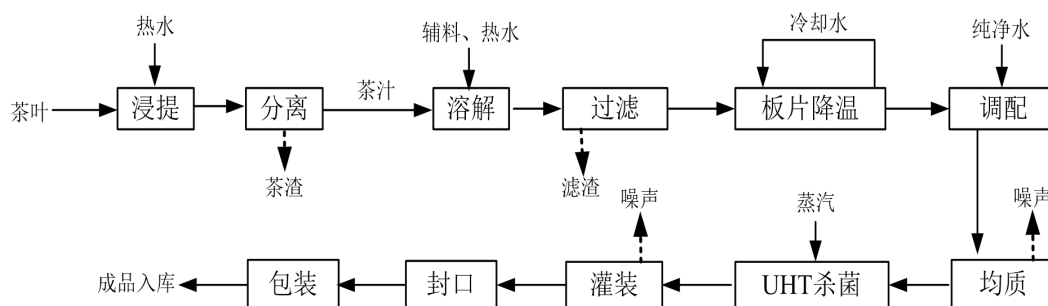 热水
辅料、热水
冷却水
纯净水
茶叶
浸提
分离
茶汁
溶解
过滤
板片降温
调配
茶渣
滤渣
噪声
蒸汽
噪声
成品入库
包装
封口
灌装
UHT杀菌
均质